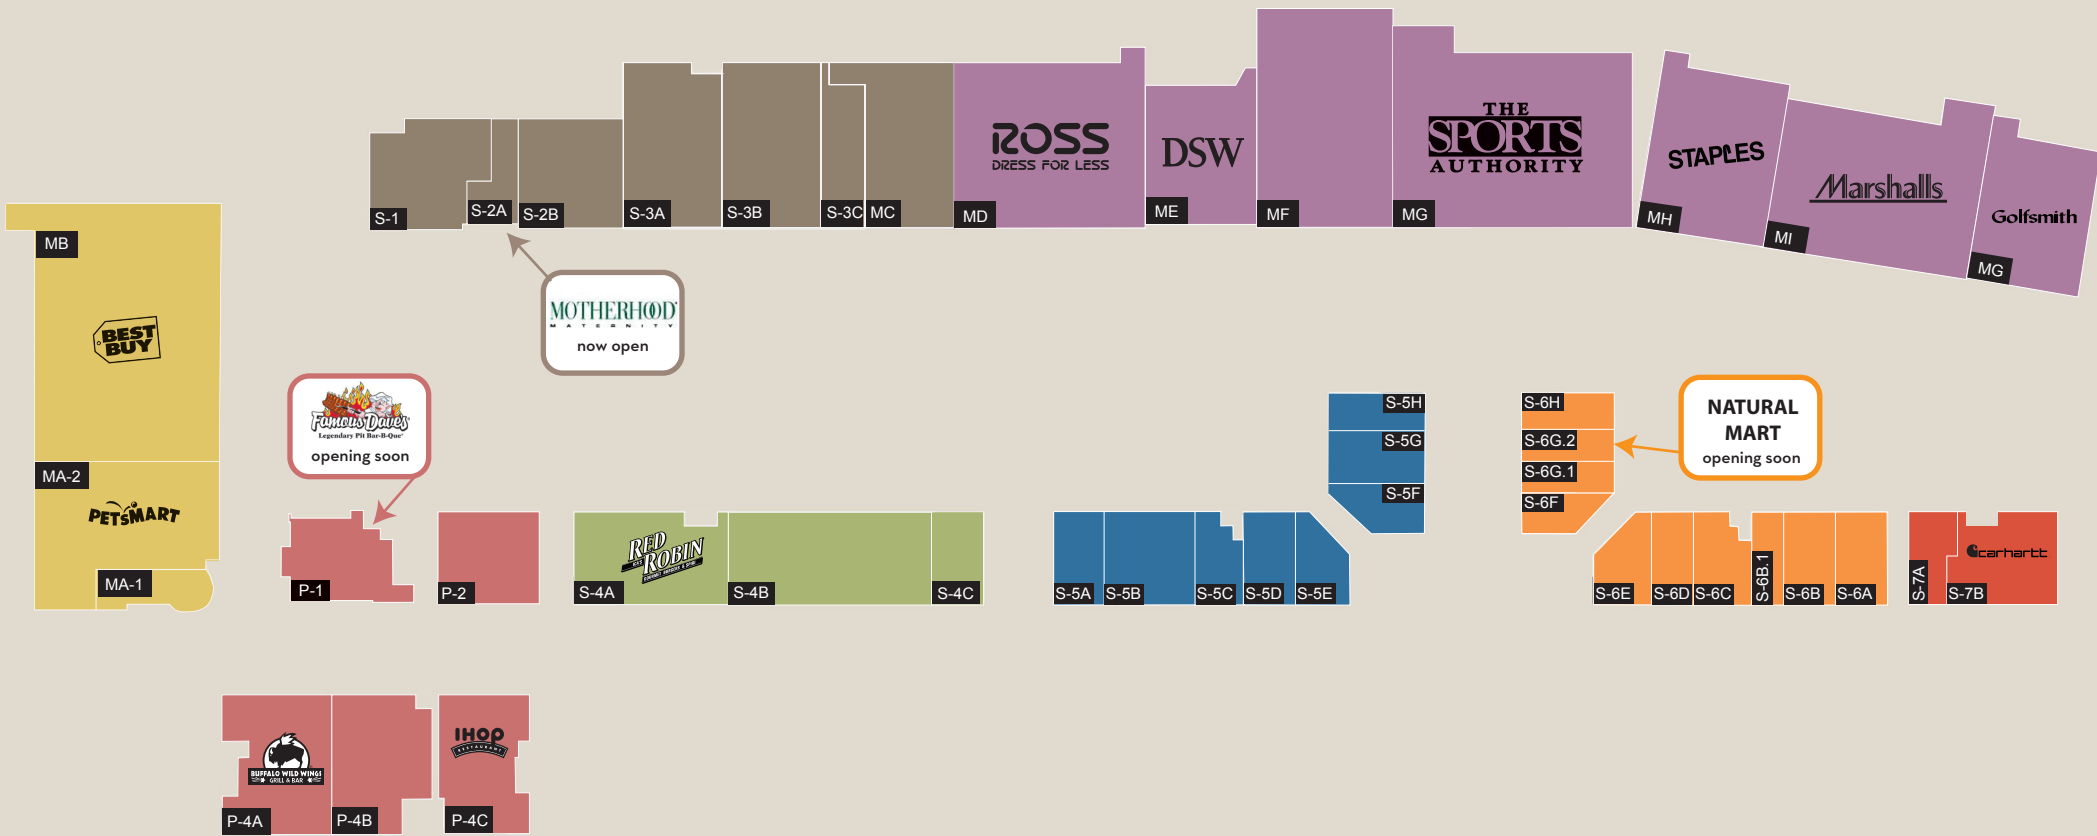 ROSS
DRESS FOR LESS
DSW
THE
SPORTS
AUTHORITY
STAPLES
Marshalls
Golfsmith
S-1
S-2A
S-2B
S-3A
S-3B
S-3C
MC
MD
ME
MF
MG
MH
MI
MG
MB
BEST
BUY
MOTHERHOOD
MATERNITY
now open
Famous Dave's
Legendary Pit Bar-B-Que
opening soon
S-5H
S-5G
S-5F
S-6H
S-6G.2
S-6G.1
S-6F
NATURAL
MART
opening soon
MA-2
PETSMART
MA-1
P-1
P-2
RED
ROBIN
GOURMET BURGERS & SPIRITS
S-4A
S-4B
S-4C
S-5A
S-5B
S-5C
S-5D
S-5E
S-6E
S-6D
S-6C
S-6B.1
S-6B
S-6A
S-7A
carhartt
S-7B
BUFFALO WILD WINGS
GRILL & BAR
IHOP
RESTAURANT
P-4A
P-4B
P-4C